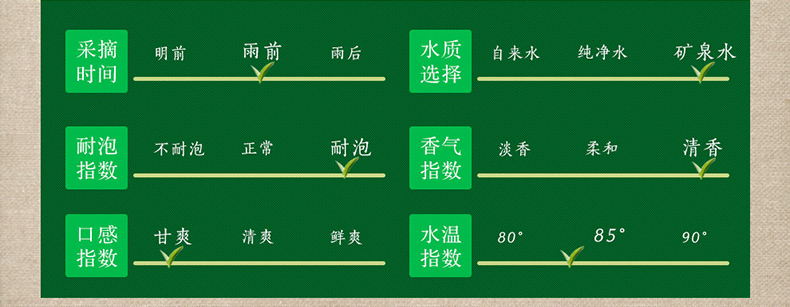 采摘时间 明前 雨前 雨后
水质选择 自来水 纯净水 矿泉水
耐泡指数 不耐泡 正常 耐泡
香气指数 淡香 柔和 清香
口感指数 甘爽 清爽 鲜爽
水温指数 80° 85° 90°